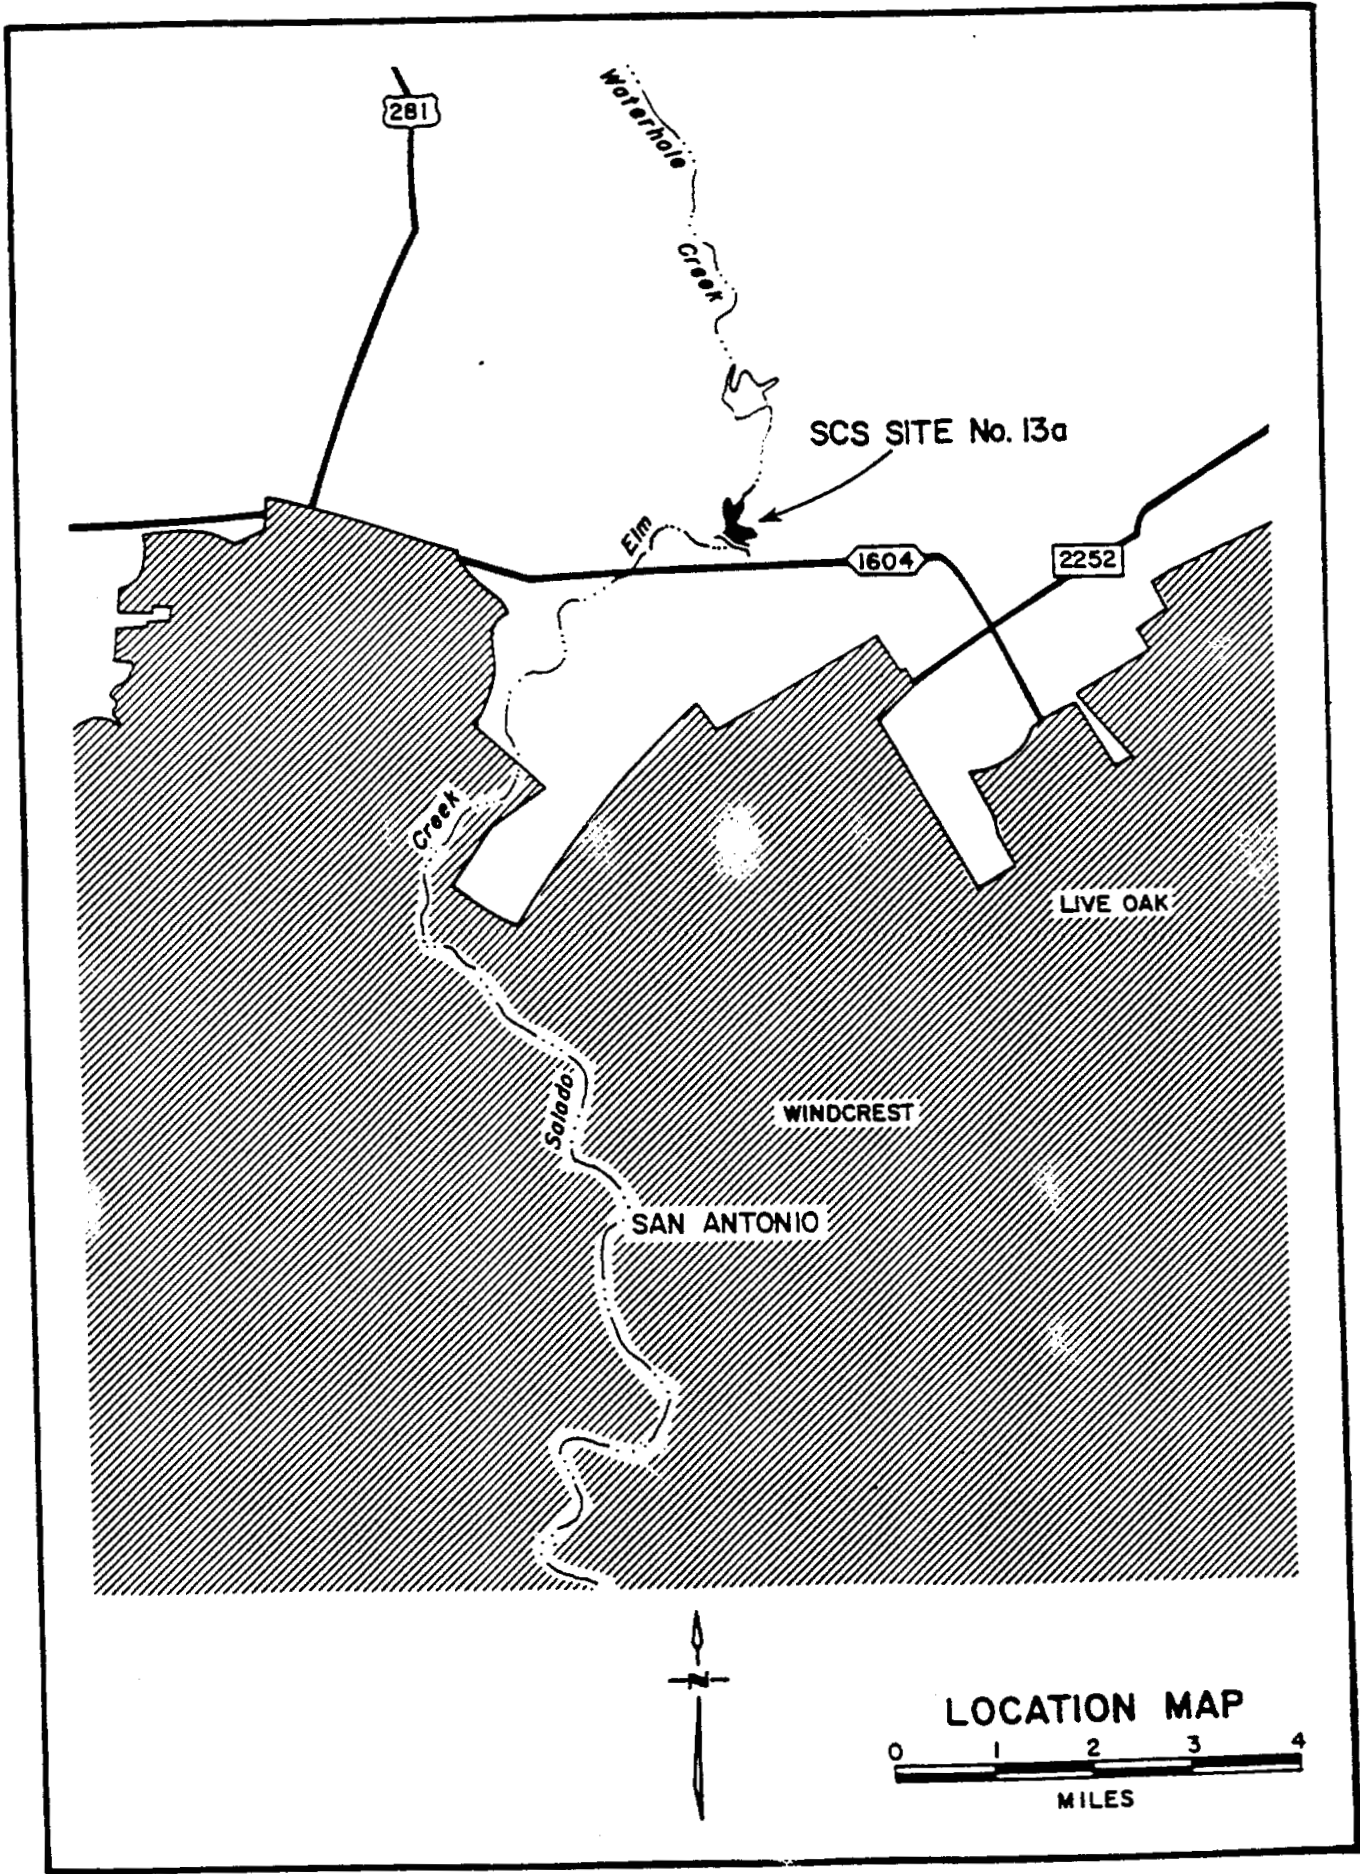 281
Waterhole
Creek
SCS SITE No. 13a
Elm
1604
2252
Creek
LIVE OAK
Salado
WINDCREST
SAN ANTONIO
N
LOCATION MAP
0 1 2 3 4
MILES